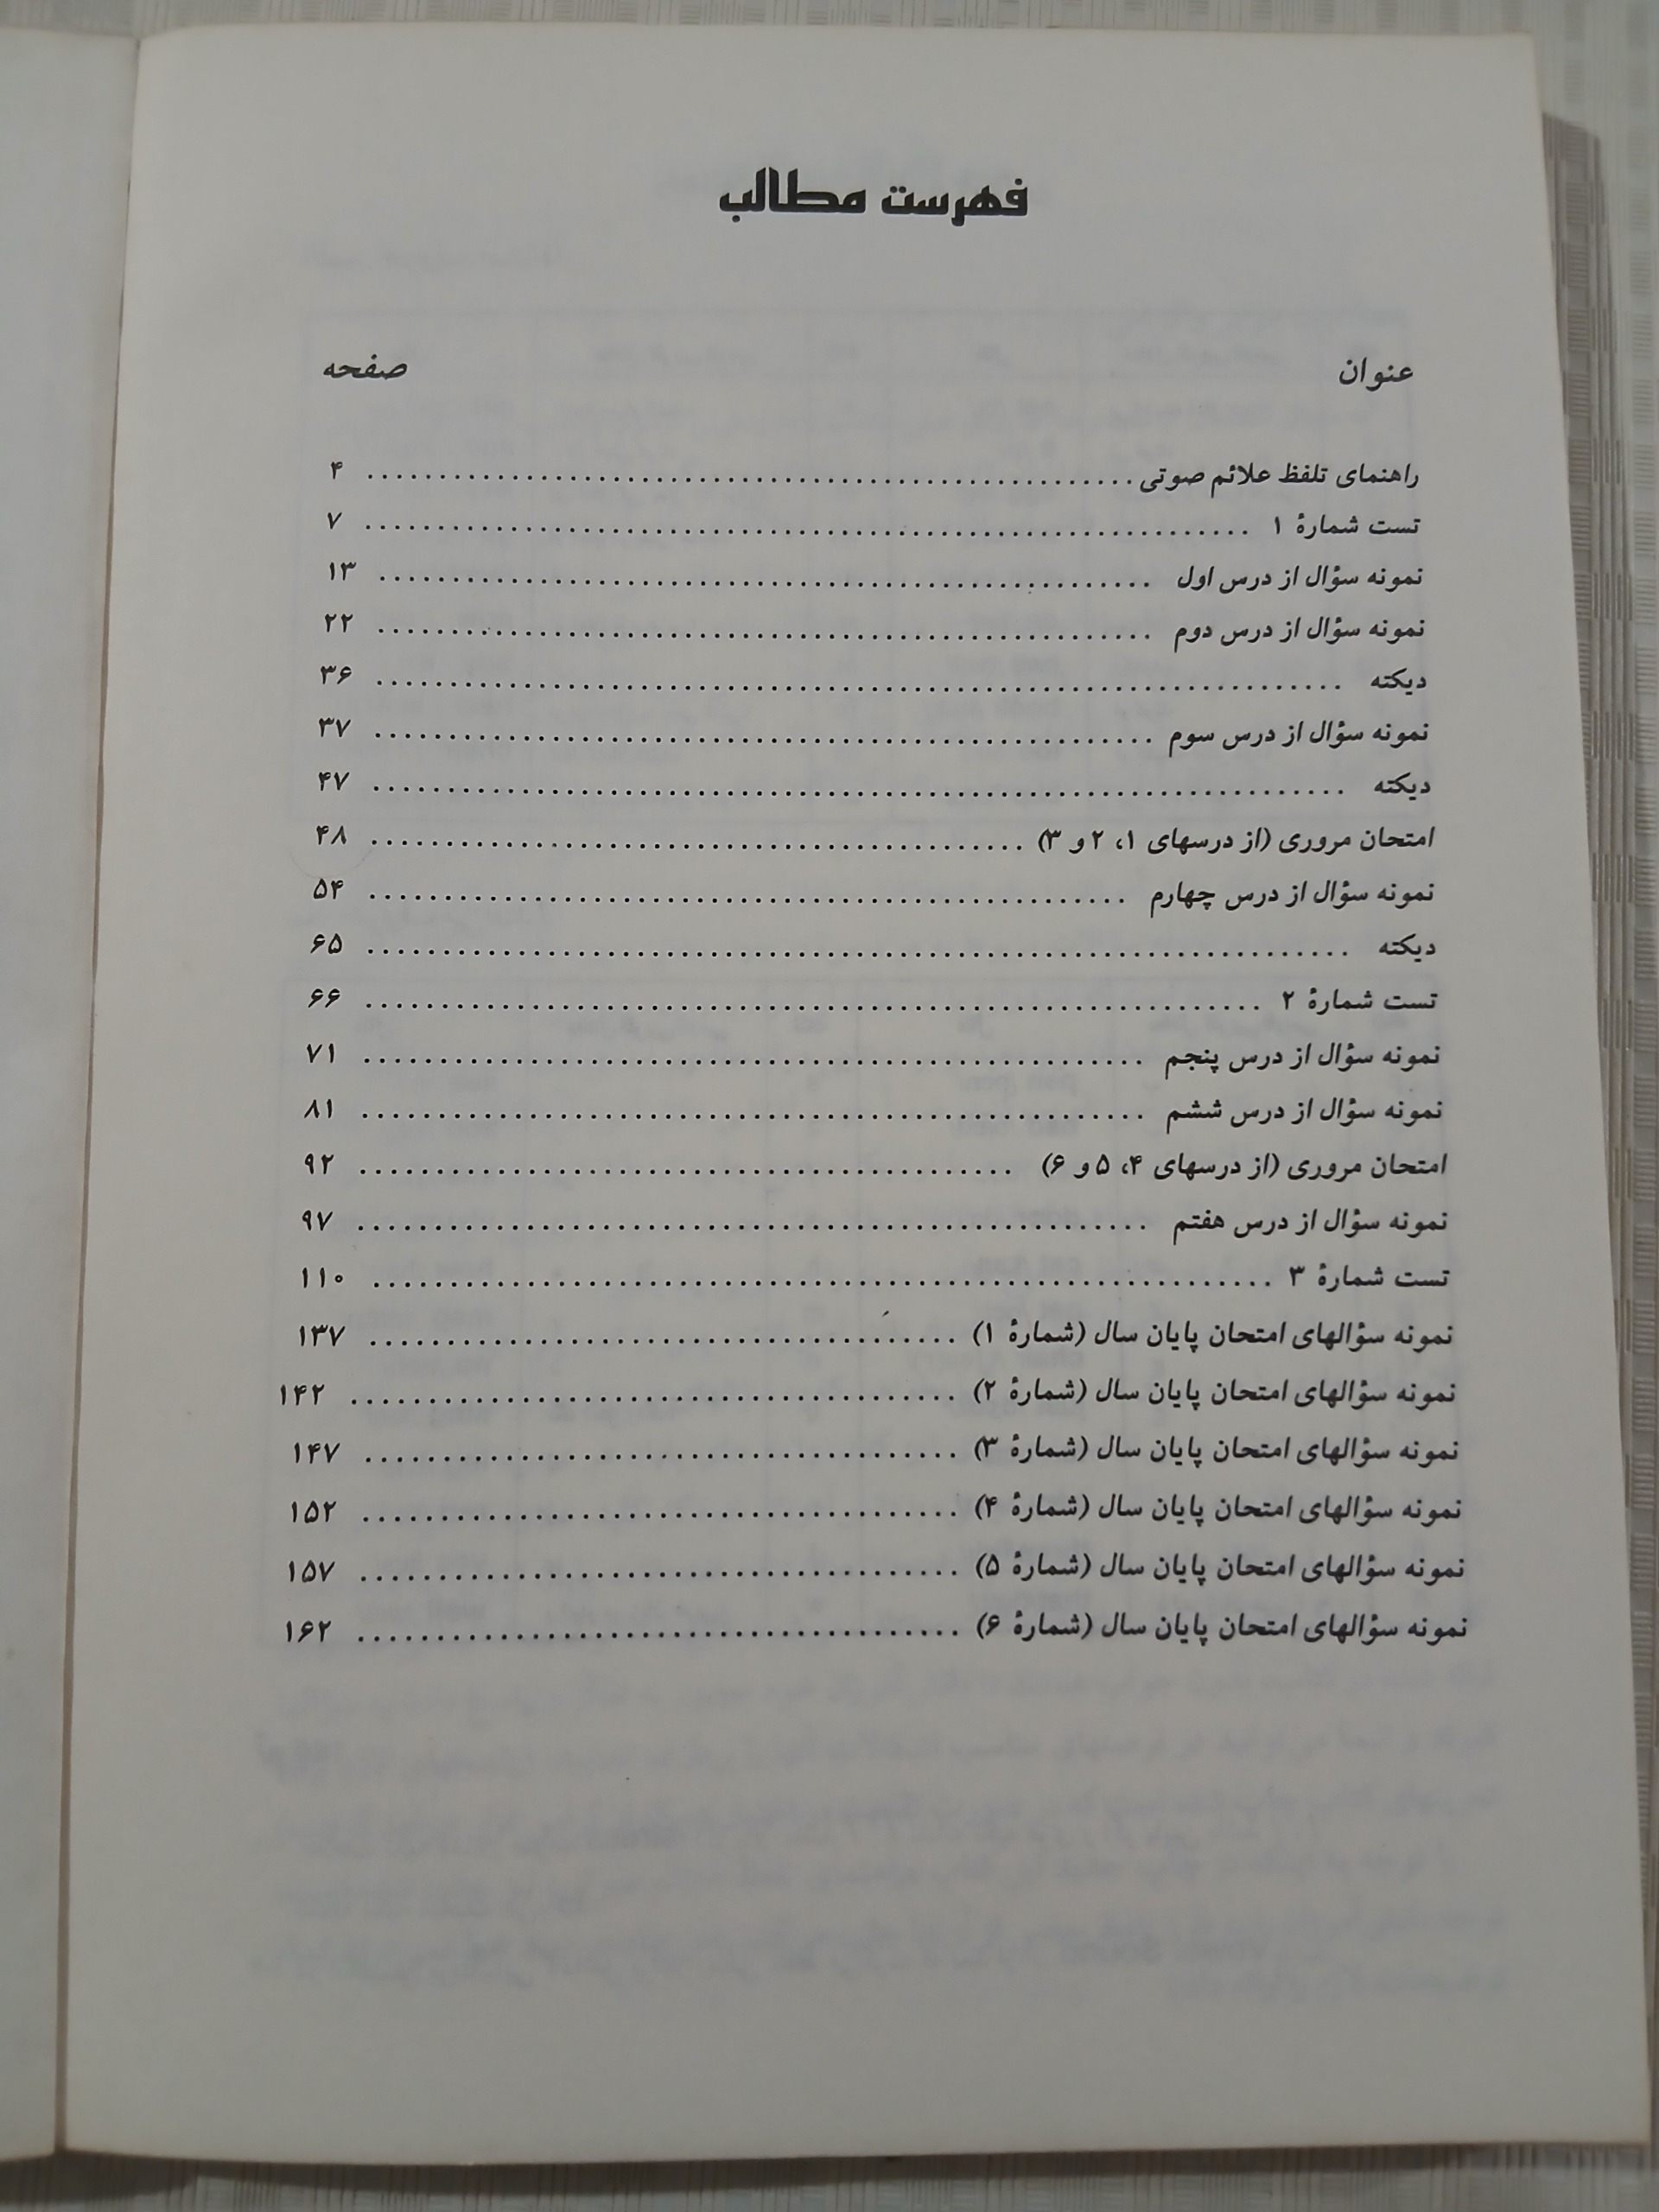 فهرست مطالب
عنوان صفحه
راهنمای تلفظ علائم صوتی ........................................ ۴
تست شمارهٔ ۱ ........................................ ۷
نمونه سؤال از درس اول ........................................ ۱۳
نمونه سؤال از درس دوم ........................................ ۲۲
دیکته ........................................ ۳۶
نمونه سؤال از درس سوم ........................................ ۳۷
دیکته ........................................ ۴۷
امتحان مروری (از درسهای ۱، ۲ و ۳) ........................................ ۴۸
نمونه سؤال از درس چهارم ........................................ ۵۴
دیکته ........................................ ۶۵
تست شمارهٔ ۲ ........................................ ۶۶
نمونه سؤال از درس پنجم ........................................ ۷۱
نمونه سؤال از درس ششم ........................................ ۸۱
امتحان مروری (از درسهای ۴، ۵ و ۶) ........................................ ۹۲
نمونه سؤال از درس هفتم ........................................ ۹۷
تست شمارهٔ ۳ ........................................ ۱۱۰
نمونه سؤالهای امتحان پایان سال (شمارهٔ ۱) ........................................ ۱۳۷
نمونه سؤالهای امتحان پایان سال (شمارهٔ ۲) ........................................ ۱۴۲
نمونه سؤالهای امتحان پایان سال (شمارهٔ ۳) ........................................ ۱۴۷
نمونه سؤالهای امتحان پایان سال (شمارهٔ ۴) ........................................ ۱۵۲
نمونه سؤالهای امتحان پایان سال (شمارهٔ ۵) ........................................ ۱۵۷
نمونه سؤالهای امتحان پایان سال (شمارهٔ ۶) ........................................ ۱۶۲